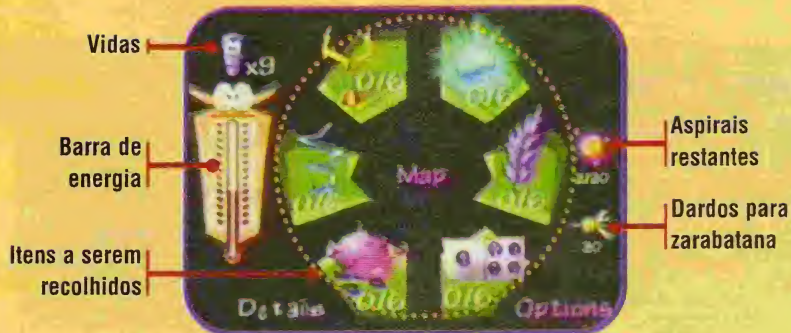 Vidas
x9
0/6
0/6
Barra de
energia
Aspirais
restantes
Map
0/6
0/6
Dardos para
zarabatana
Itens a serem
recolhidos
0/6
0/6
Details
Options